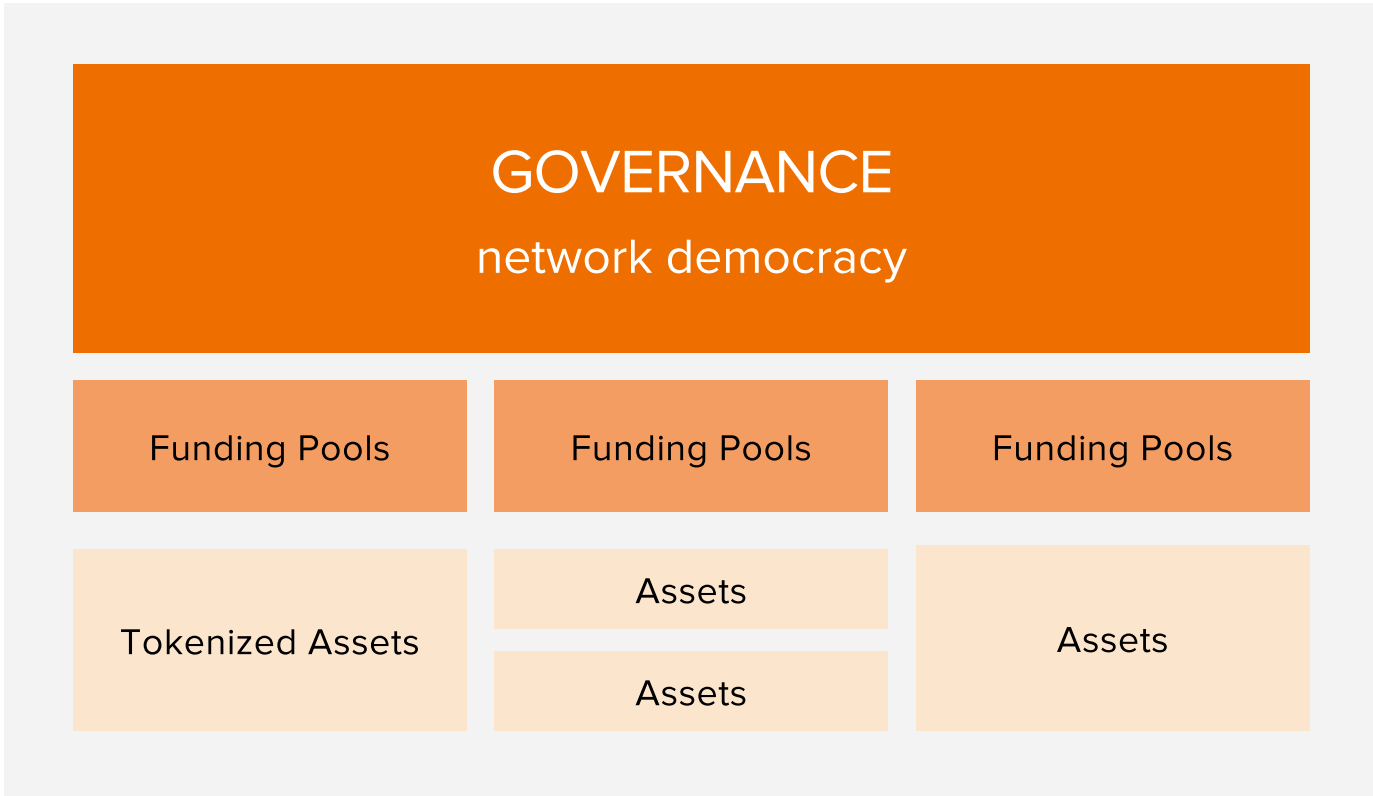 GOVERNANCE
network democracy
Funding Pools
Funding Pools
Funding Pools
Tokenized Assets
Assets
Assets
Assets